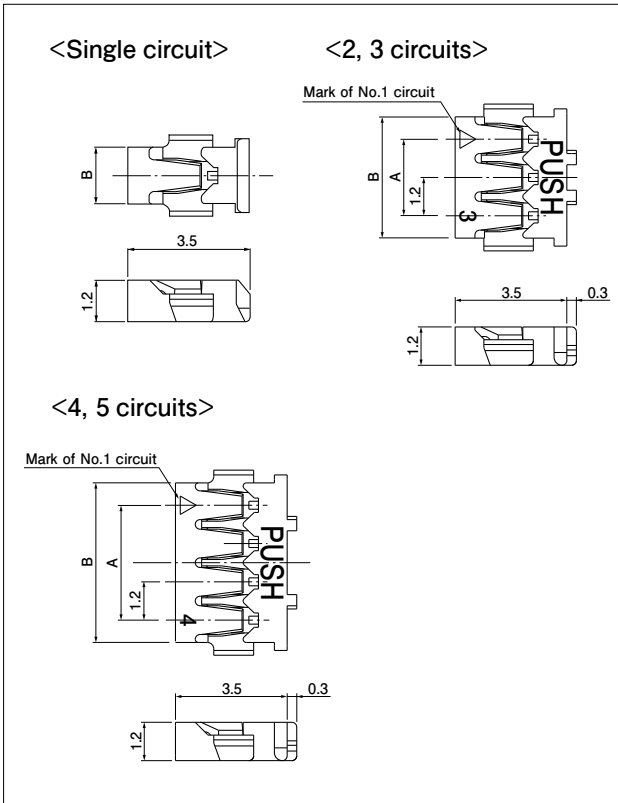 <Single circuit>
B
3.5
1.2
<2, 3 circuits>
Mark of No.1 circuit
B
A
1.2
3
PUSH
3.5
0.3
1.2
<4, 5 circuits>
Mark of No.1 circuit
B
A
1.2
4
PUSH
3.5
0.3
1.2